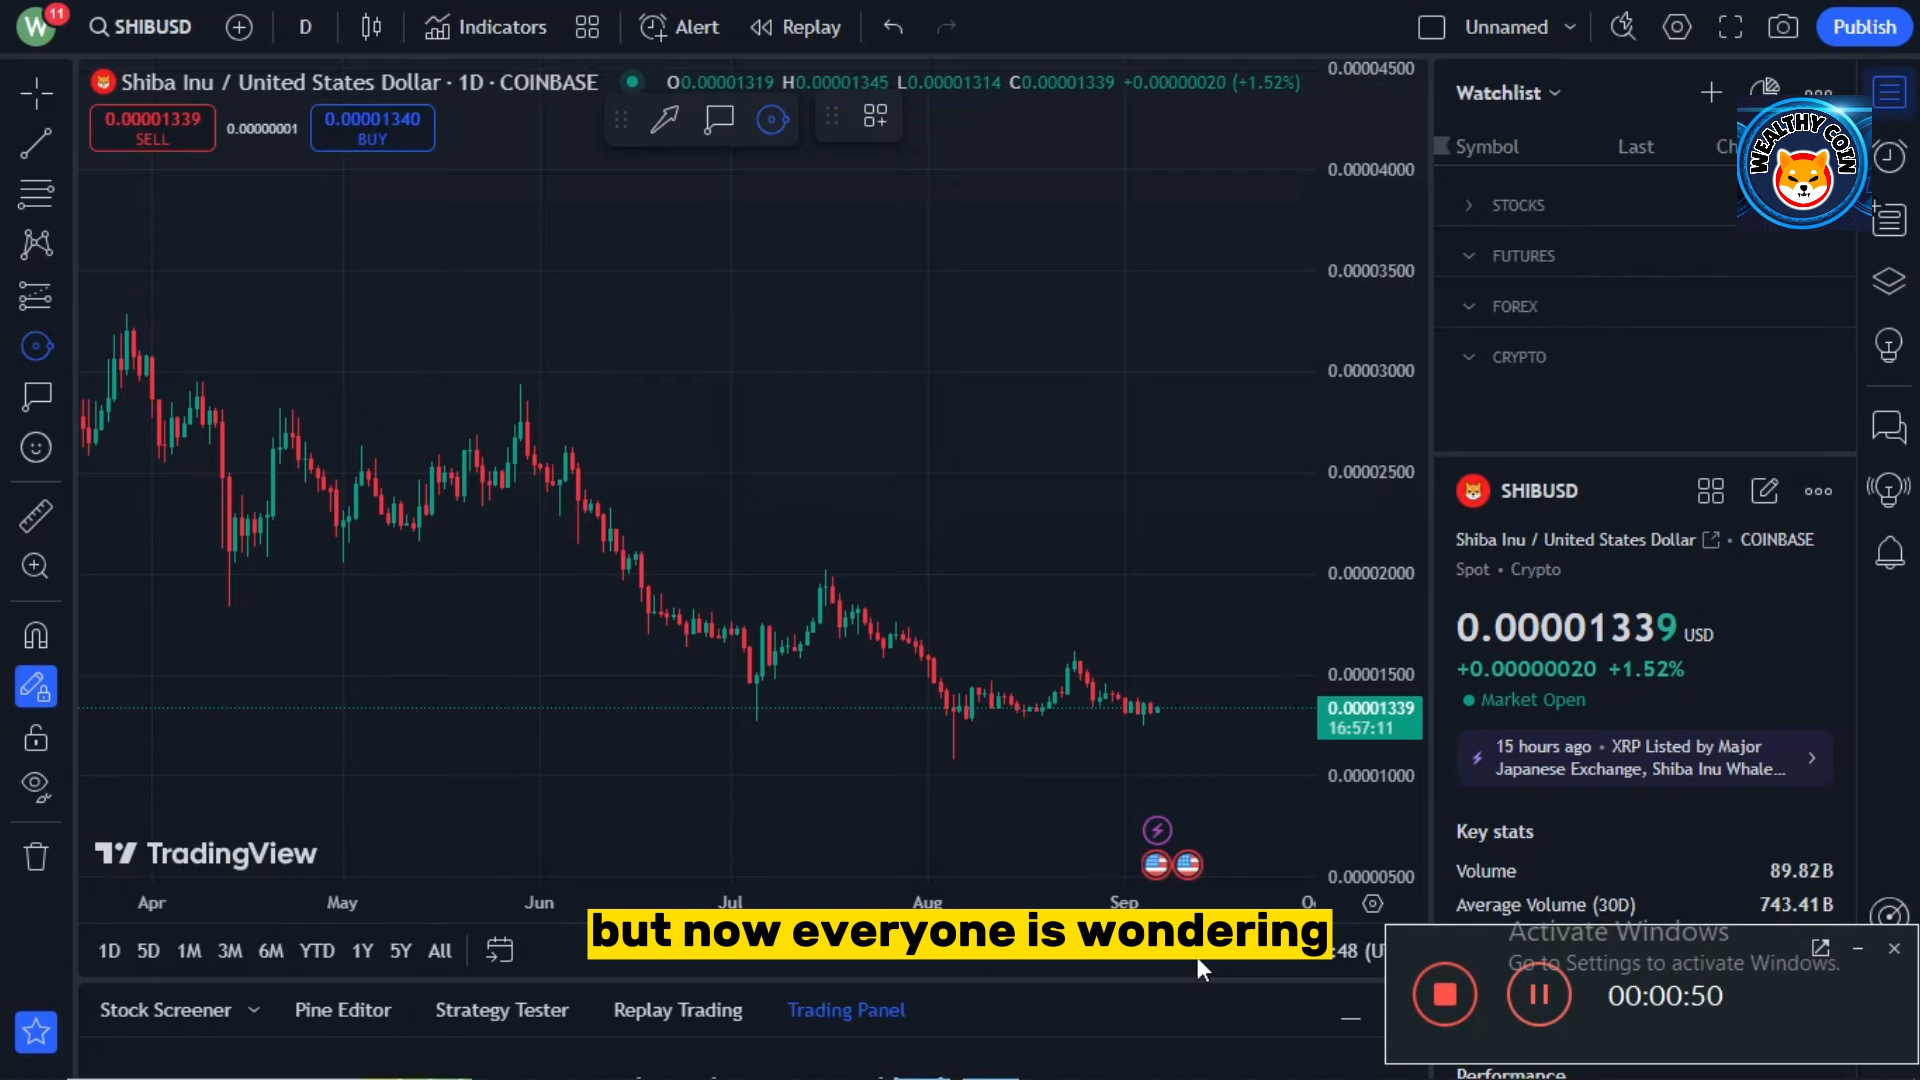 W
11
SHIBUSD
D
Indicators
Alert
Replay
Unnamed
Publish
Shiba Inu / United States Dollar · 1D · COINBASE
O0.00001319 H0.00001345 L0.00001314 C0.00001339 +0.00000020 (+1.52%)
0.00001339
SELL
0.00000001
0.00001340
BUY
0.00004500
0.00004000
0.00003500
0.00003000
0.00002500
0.00002000
0.00001500
0.00001339
16:57:11
0.00001000
0.00000500
TradingView
Apr
May
Jun
Jul
Aug
Sep
1D 5D 1M 3M 6M YTD 1Y 5Y All
but now everyone is wondering
:48 (U
Stock Screener
Pine Editor
Strategy Tester
Replay Trading
Trading Panel
Watchlist
WEALTHY COIN
Symbol
Last
Ch
STOCKS
FUTURES
FOREX
CRYPTO
SHIBUSD
Shiba Inu / United States Dollar • COINBASE
Spot • Crypto
0.00001339 USD
+0.00000020 +1.52%
Market Open
15 hours ago • XRP Listed by Major
Japanese Exchange, Shiba Inu Whale...
Key stats
Volume 89.82B
Average Volume (30D) 743.41B
Activate Windows
Go to Settings to activate Windows.
00:00:50
Performance